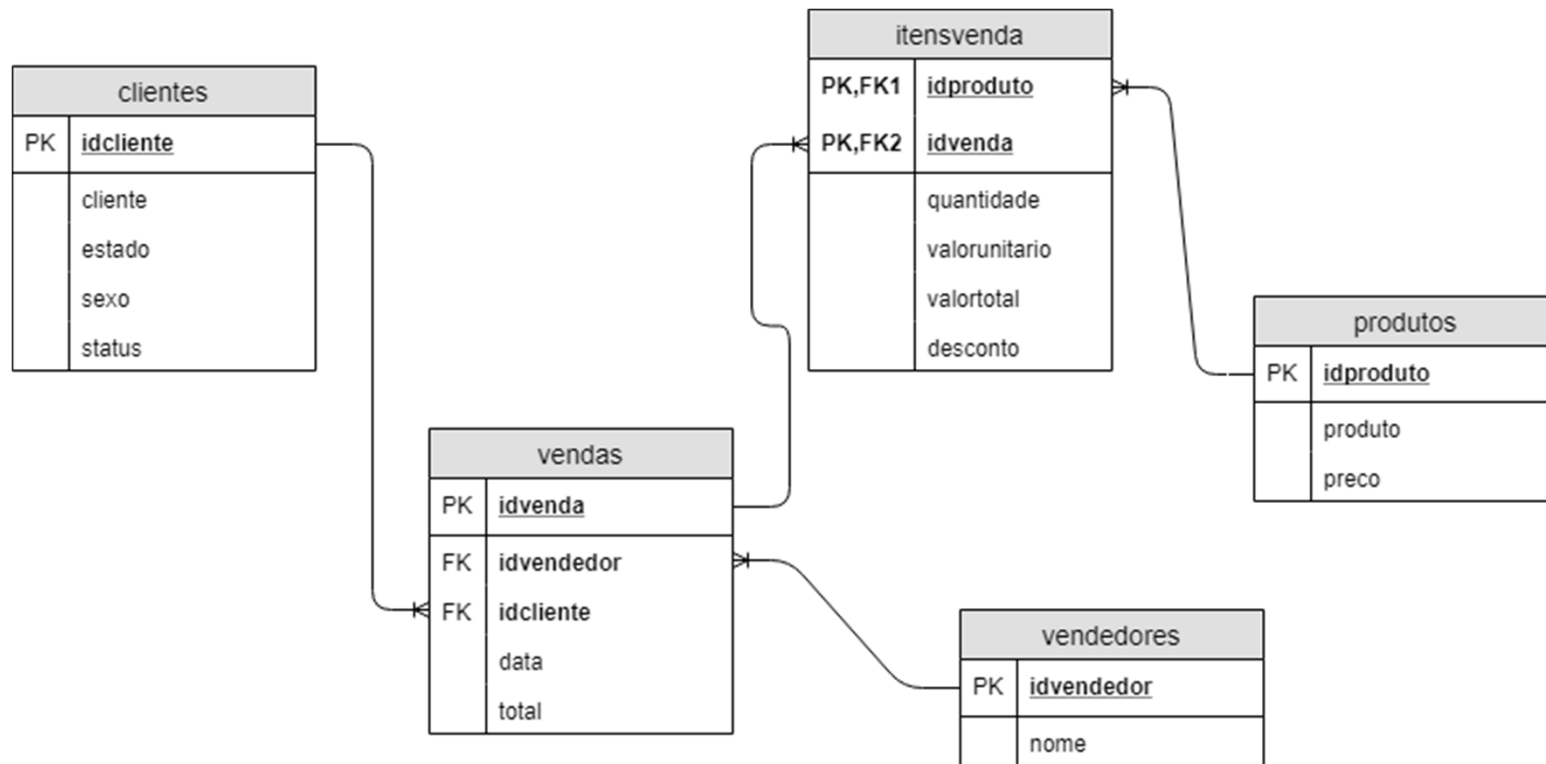 clientes
PK idcliente
cliente
estado
sexo
status
itensvenda
PK,FK1 idproduto
PK,FK2 idvenda
quantidade
valorunitario
valortotal
desconto
produtos
PK idproduto
produto
preco
vendas
PK idvenda
FK idvendedor
FK idcliente
data
total
vendedores
PK idvendedor
nome